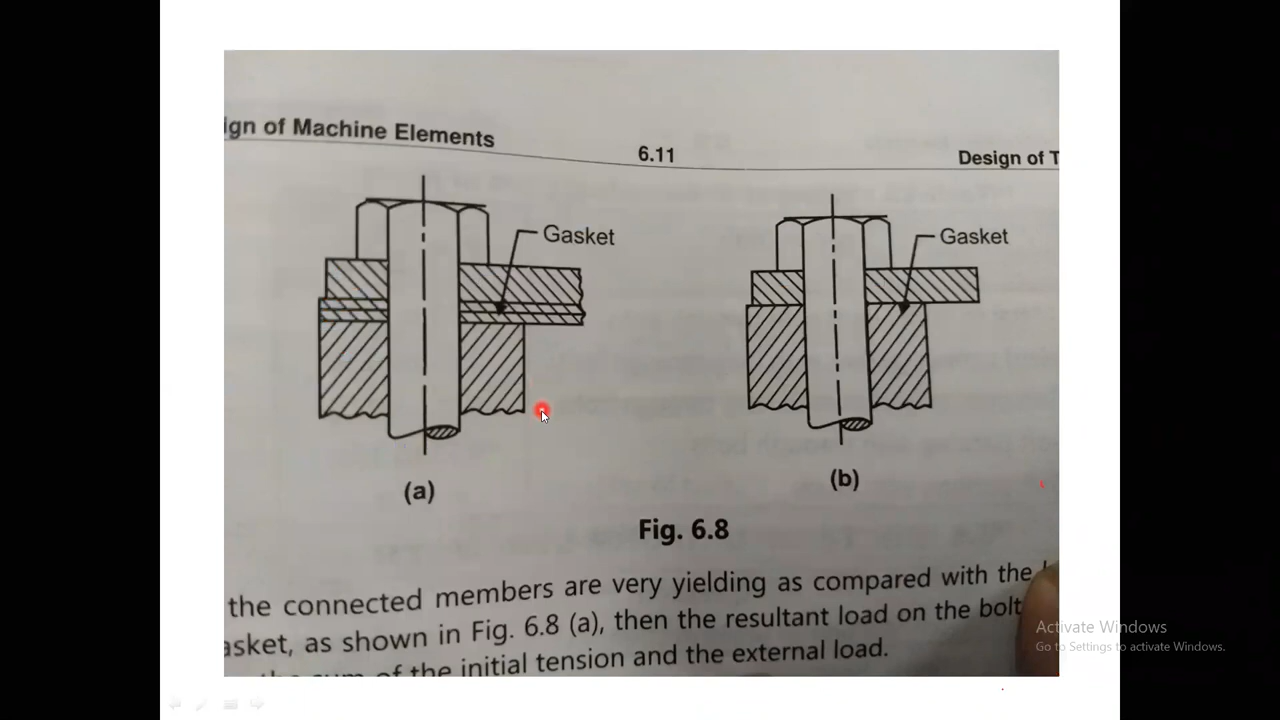 ign of Machine Elements
6.11
Design of T
Gasket
Gasket
(a)
(b)
Fig. 6.8
the connected members are very yielding as compared with the
asket, as shown in Fig. 6.8 (a), then the resultant load on the bolt
the sum of the initial tension and the external load.
Activate Windows
Go to Settings to activate Windows.